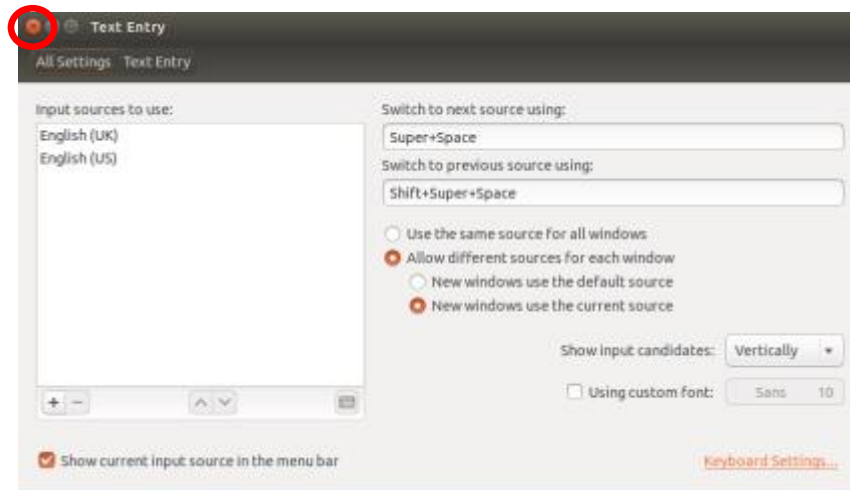 Text Entry
All Settings Text Entry
Input sources to use:
English (UK)
English (US)
Switch to next source using:
Super+Space
Switch to previous source using:
Shift+Super+Space
Use the same source for all windows
Allow different sources for each window
New windows use the default source
New windows use the current source
Show input candidates: Vertically
Using custom font: Sans 10
Show current input source in the menu bar
Keyboard Settings...